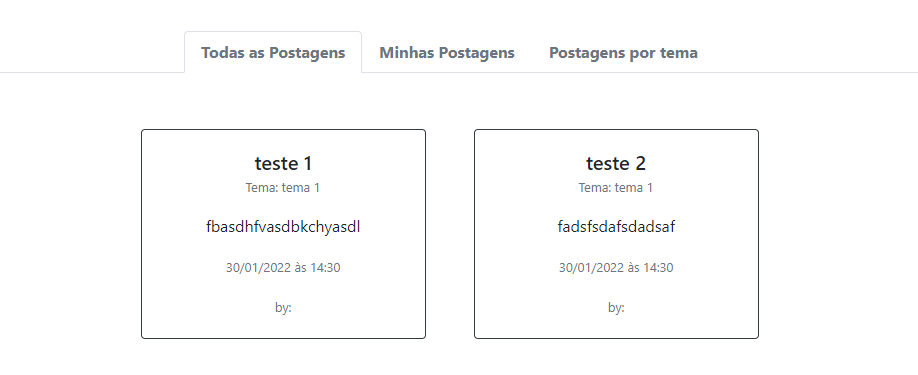 Todas as Postagens Minhas Postagens Postagens por tema
teste 1
Tema: tema 1
fbasdhfvasdbkchyasdl
30/01/2022 às 14:30
by:
teste 2
Tema: tema 1
fadsfsdafsdadsaf
30/01/2022 às 14:30
by: